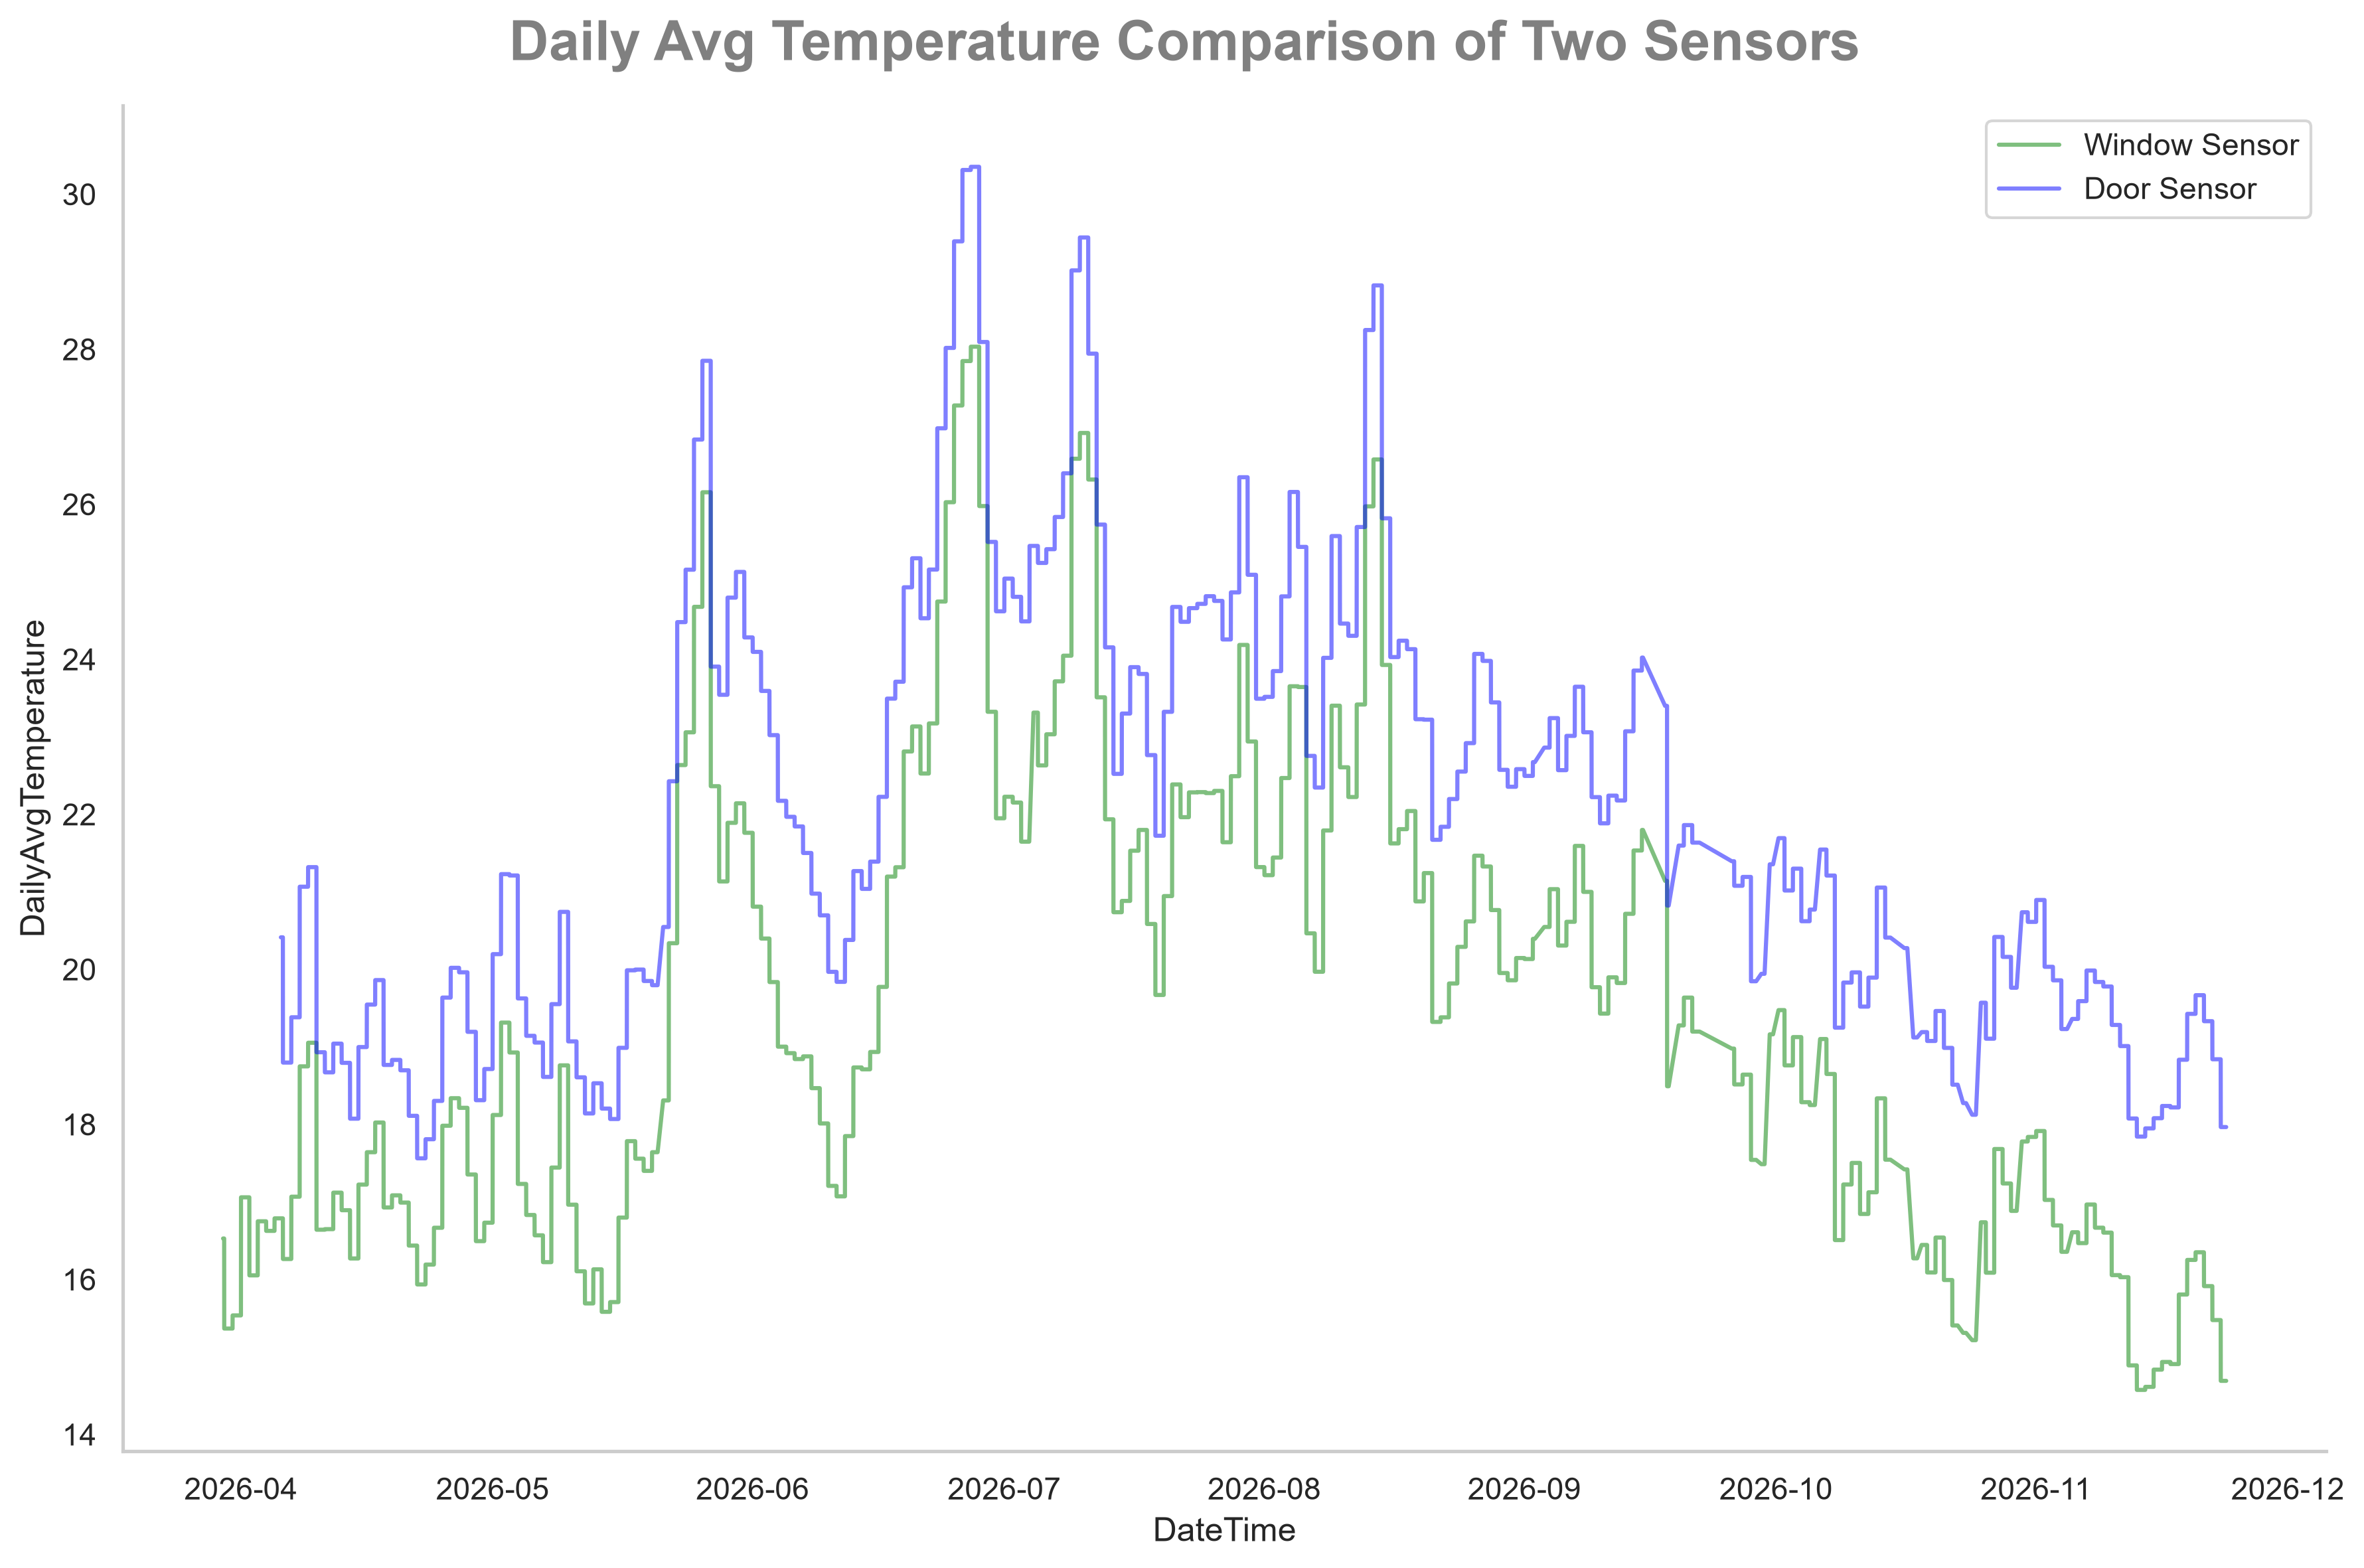 Daily Avg Temperature Comparison of Two Sensors
Window Sensor
Door Sensor
DailyAvgTemperature
30
28
26
24
22
20
18
16
14
2026-04 2026-05 2026-06 2026-07 2026-08 2026-09 2026-10 2026-11 2026-12
DateTime